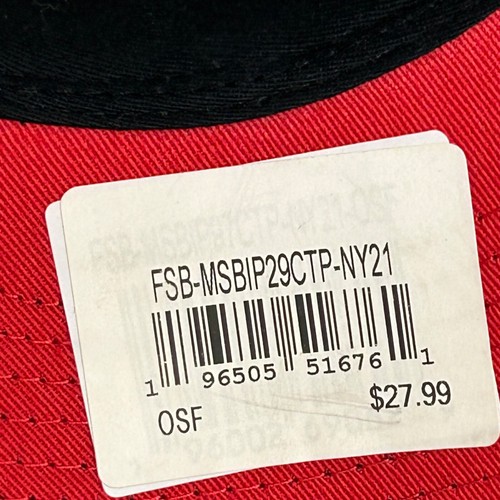 FSB-MSBIP29CTP-NY21
1 96505 51676 1
OSF $27.99